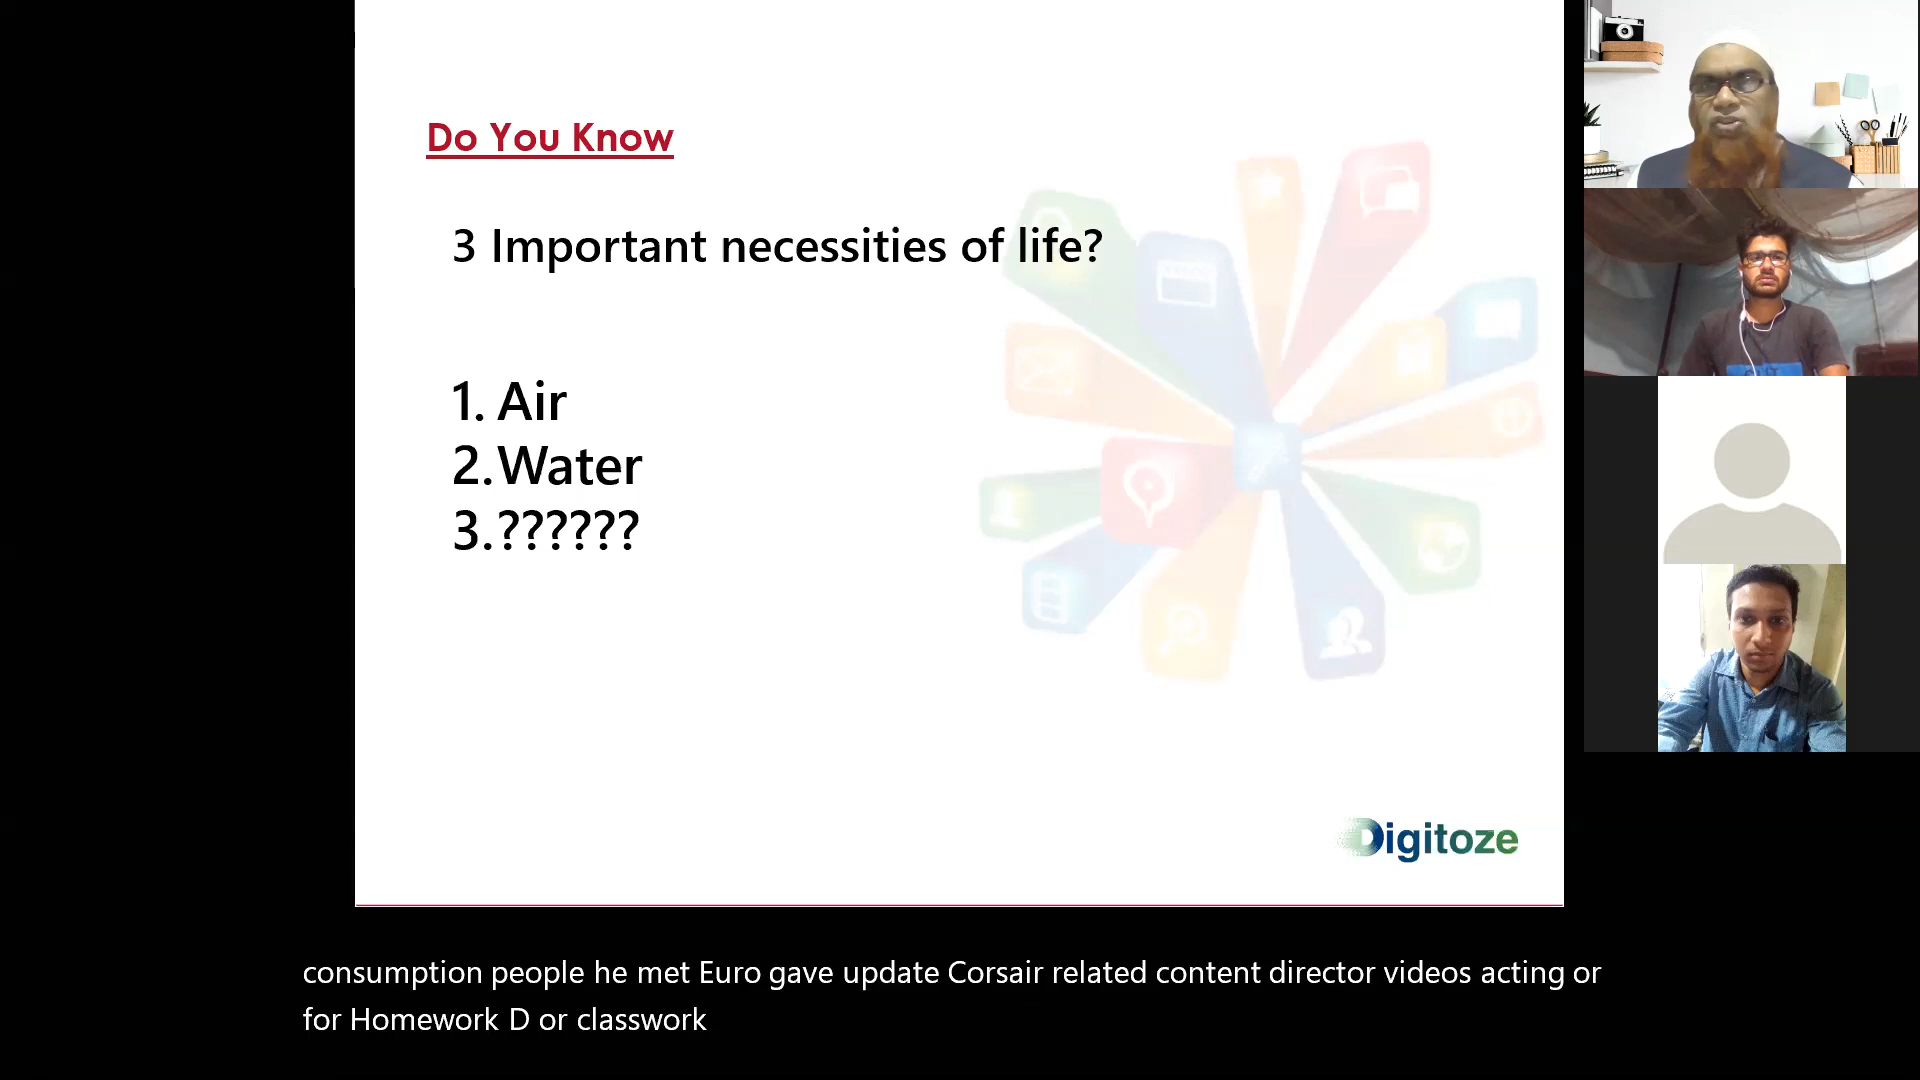 Do You Know
3 Important necessities of life?
1. Air
2. Water
3. ??????
Digitoze
consumption people he met Euro gave update Corsair related content director videos acting or
for Homework D or classwork